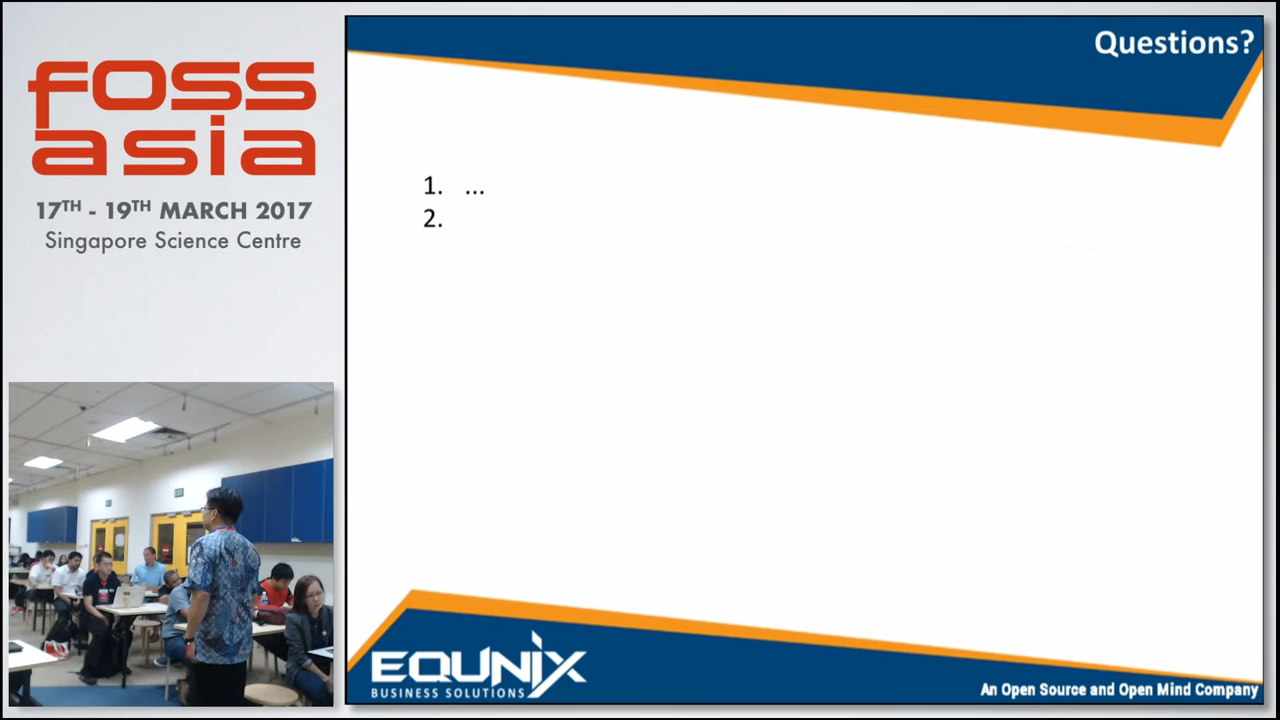 foss
asia
17TH - 19TH MARCH 2017
Singapore Science Centre
Questions?
1. ...
2.
EQUNIX
BUSINESS SOLUTIONS
An Open Source and Open Mind Company